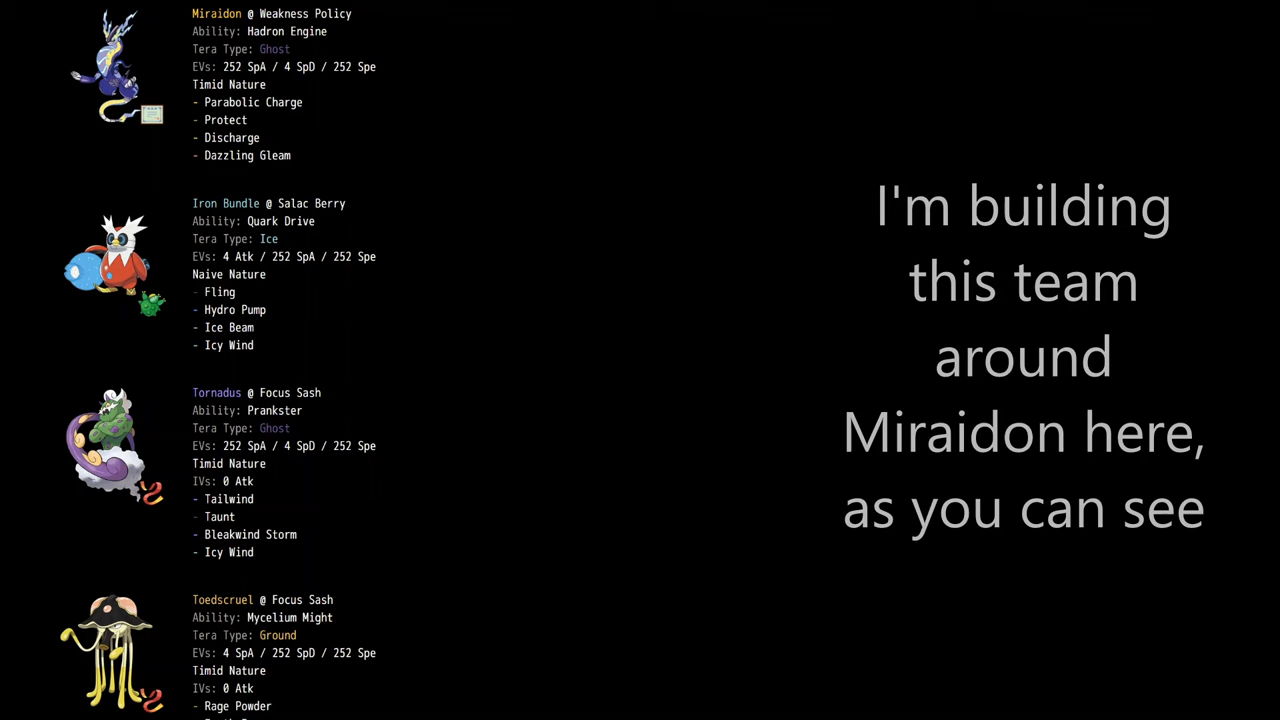 Miraidon @ Weakness Policy
Ability: Hadron Engine
Tera Type: Ghost
EVs: 252 SpA / 4 SpD / 252 Spe
Timid Nature
- Parabolic Charge
- Protect
- Discharge
- Dazzling Gleam
Iron Bundle @ Salac Berry
Ability: Quark Drive
Tera Type: Ice
EVs: 4 Atk / 252 SpA / 252 Spe
Naive Nature
- Fling
- Hydro Pump
- Ice Beam
- Icy Wind
Tornadus @ Focus Sash
Ability: Prankster
Tera Type: Ghost
EVs: 252 SpA / 4 SpD / 252 Spe
Timid Nature
IVs: 0 Atk
- Tailwind
- Taunt
- Bleakwind Storm
- Icy Wind
Toedscruel @ Focus Sash
Ability: Mycelium Might
Tera Type: Ground
EVs: 4 SpA / 252 SpD / 252 Spe
Timid Nature
IVs: 0 Atk
- Rage Powder
I'm building
this team
around
Miraidon here,
as you can see